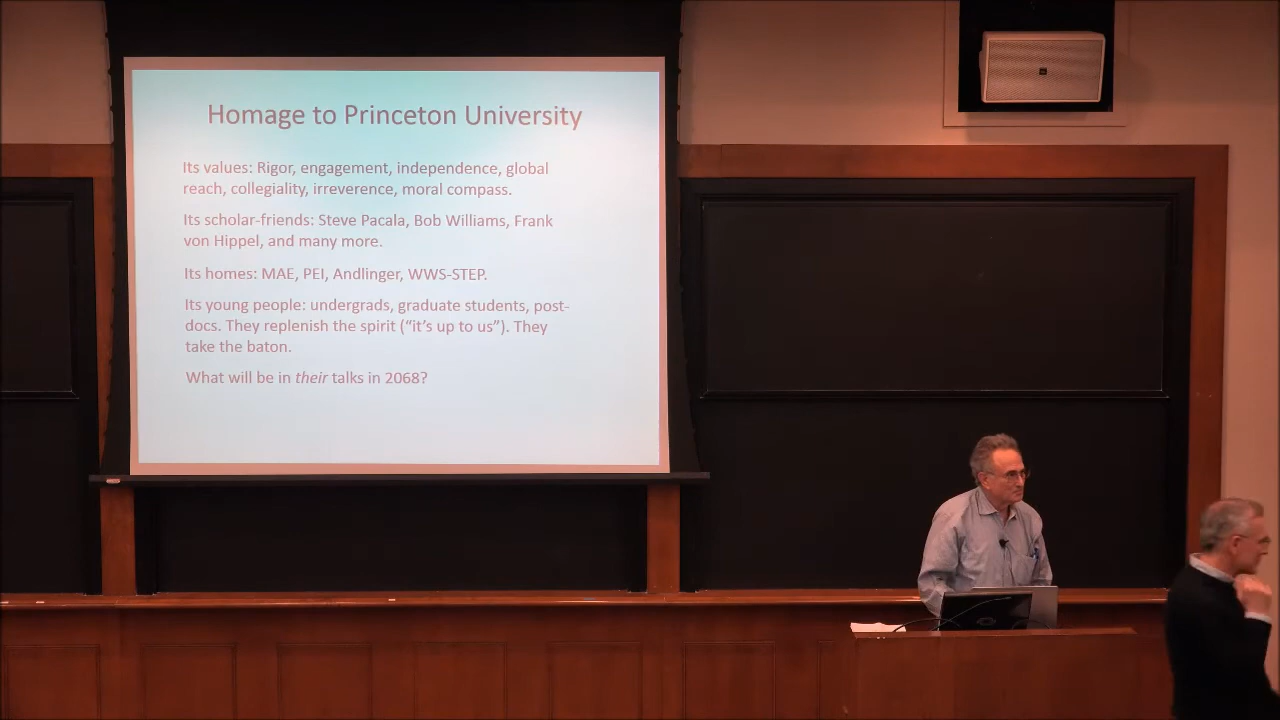 Homage to Princeton University
Its values: Rigor, engagement, independence, global
reach, collegiality, irreverence, moral compass.
Its scholar-friends: Steve Pacala, Bob Williams, Frank
von Hippel, and many more.
Its homes: MAE, PEI, Andlinger, WWS-STEP.
Its young people: undergrads, graduate students, post-
docs. They replenish the spirit (“it’s up to us”). They
take the baton.
What will be in their talks in 2068?